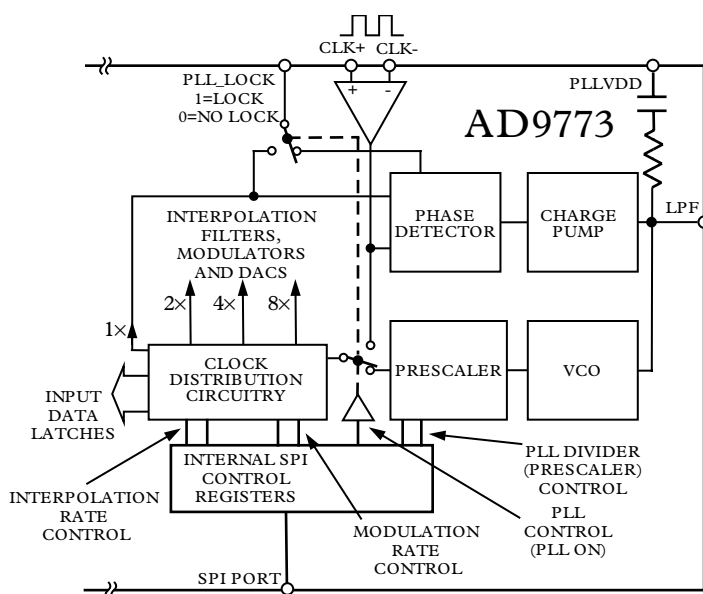 CLK+ CLK-
PLL_LOCK
1=LOCK
0=NO LOCK
+ -
PLLVDD
AD9773
INTERPOLATION
FILTERS,
MODULATORS
AND DACS
PHASE
DETECTOR
CHARGE
PUMP
LPF
2× 4× 8×
1×
CLOCK
DISTRIBUTION
CIRCUITRY
PRESCALER
VCO
INPUT
DATA
LATCHES
INTERNAL SPI
CONTROL
REGISTERS
PLL DIVIDER
(PRESCALER)
CONTROL
INTERPOLATION
RATE
CONTROL
MODULATION
RATE
CONTROL
PLL
CONTROL
(PLL ON)
SPI PORT